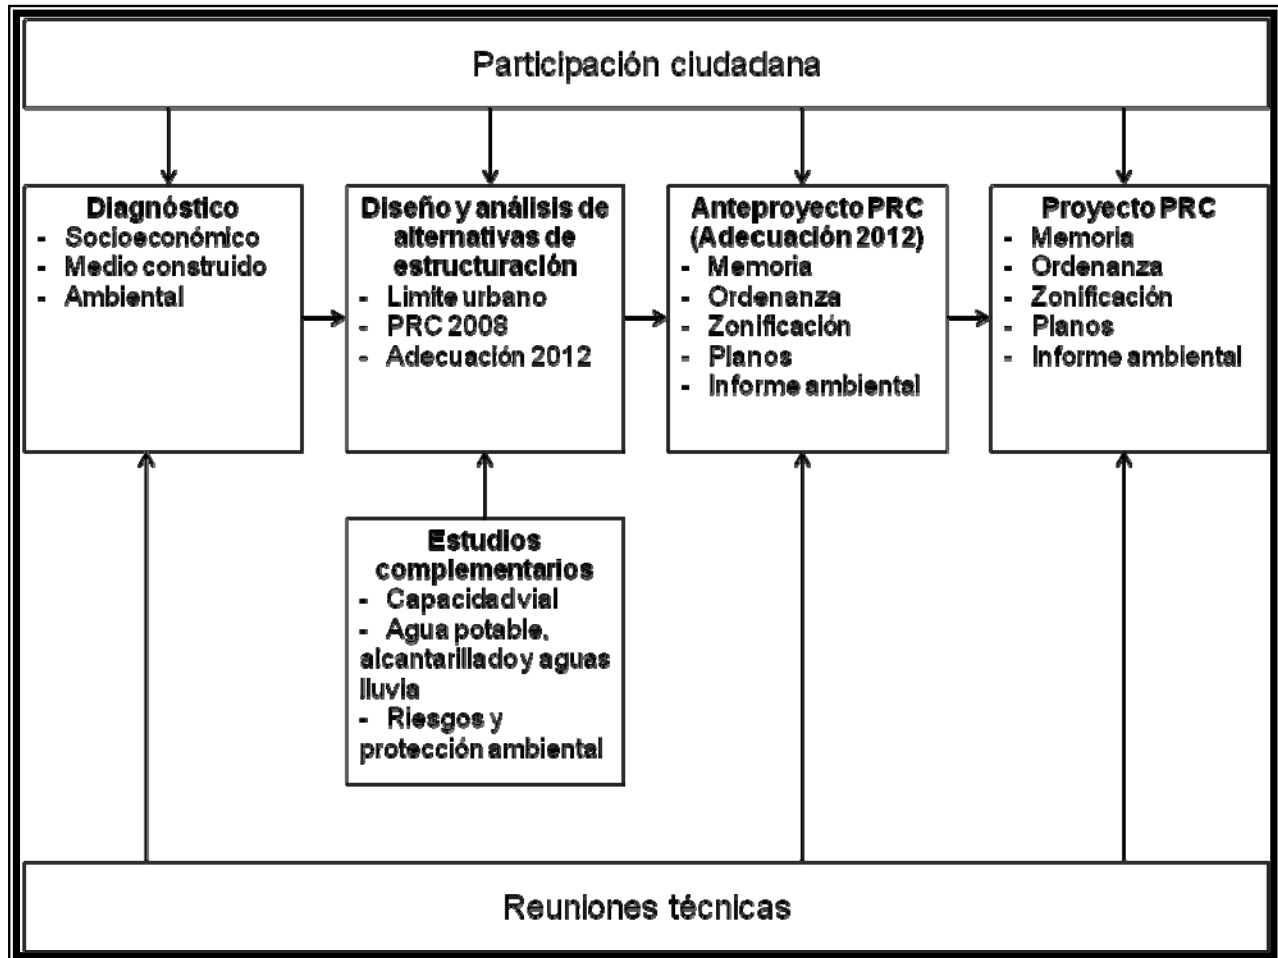 Participación ciudadana
Diagnóstico
- Socioeconómico
- Medio construido
- Ambiental
Diseño y análisis de
alternativas de
estructuración
- Limite urbano
- PRC 2008
- Adecuación 2012
Anteproyecto PRC
(Adecuación 2012)
- Memoria
- Ordenanza
- Zonificación
- Planos
- Informe ambiental
Proyecto PRC
- Memoria
- Ordenanza
- Zonificación
- Planos
- Informe ambiental
Estudios
complementarios
- Capacidad vial
- Agua potable,
alcantarillado y aguas
lluvia
- Riesgos y
protección ambiental
Reuniones técnicas